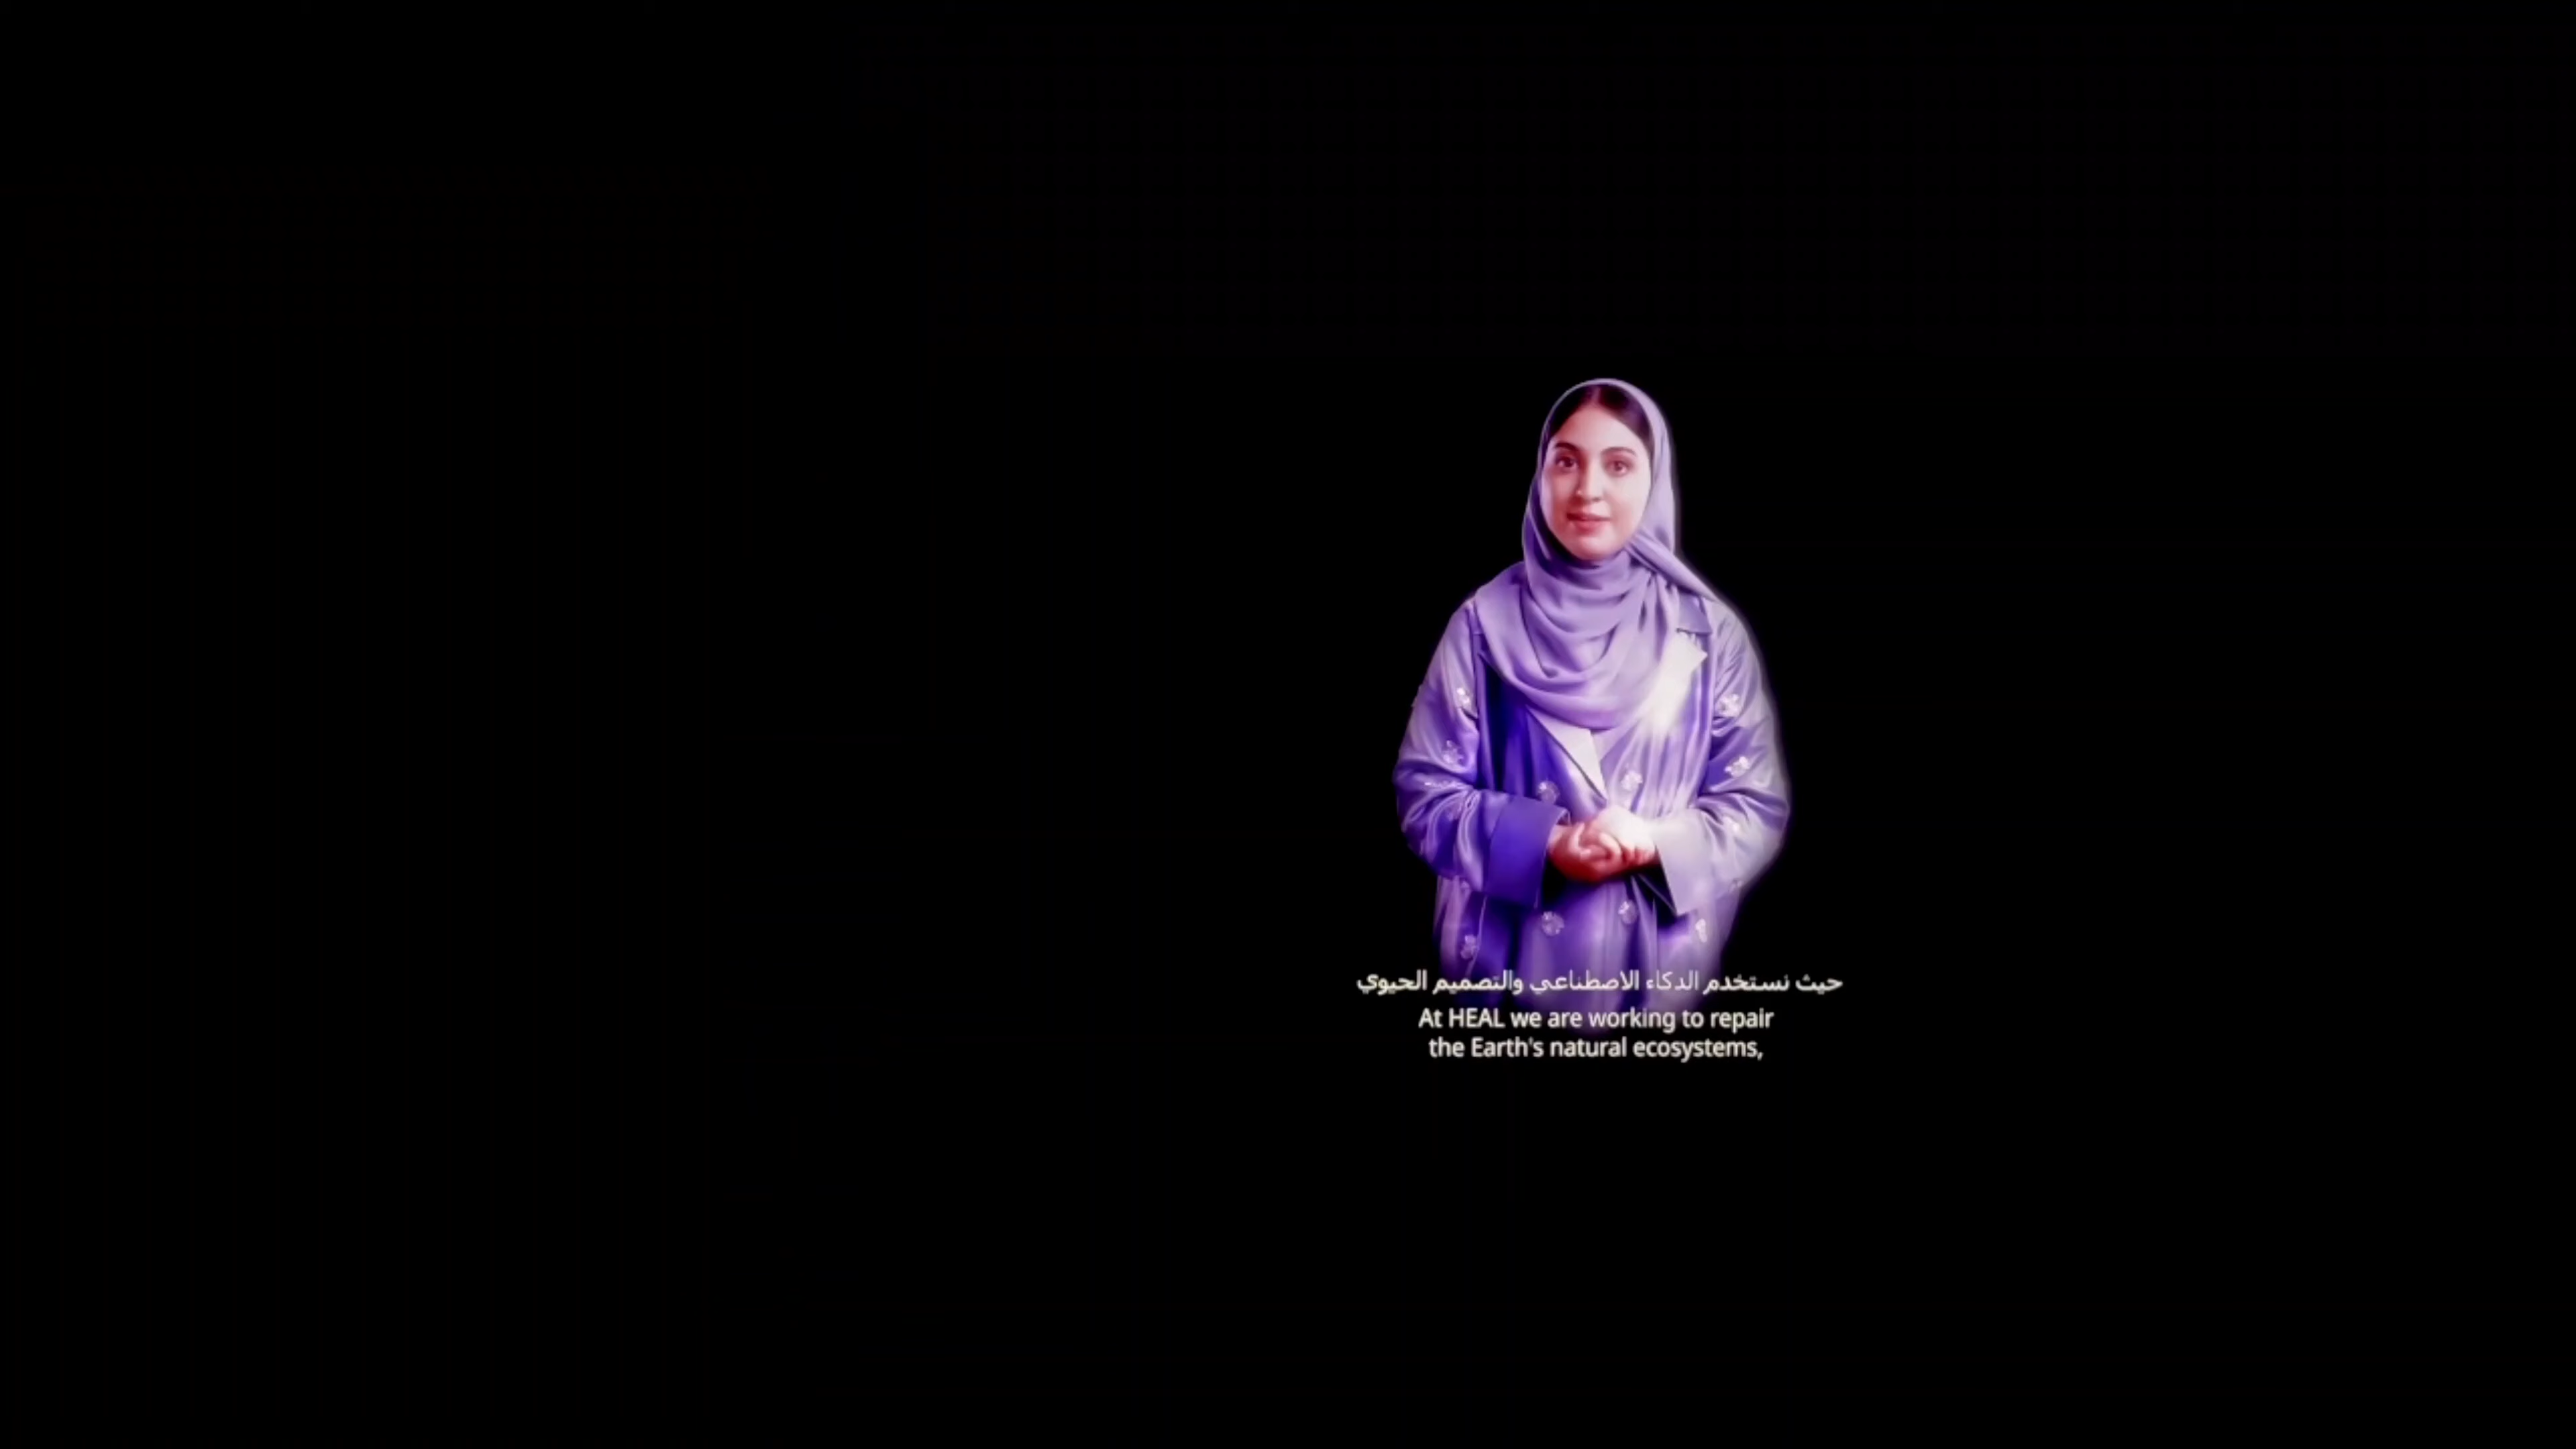 حيث نستخدم الذكاء الاصطناعي والتصميم الحيوي
At HEAL we are working to repair
the Earth's natural ecosystems,